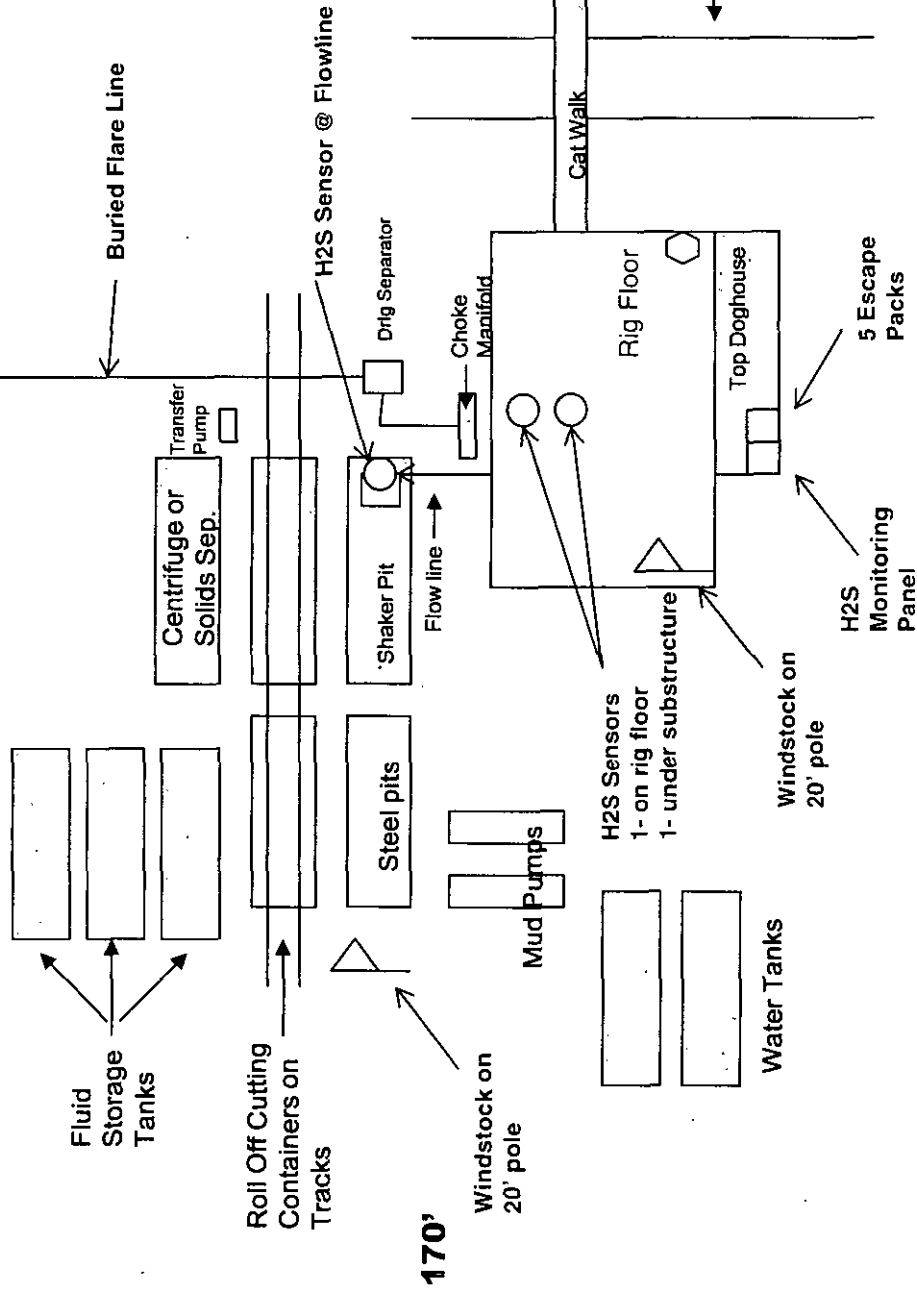 Buried Flare Line
H2S Sensor @ Flowline
Transfer
Pump
Drlg Separator
Centrifuge or
Solids Sep.
Choke
Manifold
Cat Walk
Shaker Pit
Flow line
Rig Floor
Top Doghouse
5 Escape
Packs
H2S
Monitoring
Panel
Fluid
Storage
Tanks
Steel pits
Mud Pumps
H2S Sensors
1- on rig floor
1- under substructure
Windstock on
20' pole
Roll Off Cutting
Containers on
Tracks
Windstock on
20' pole
Water Tanks
170'